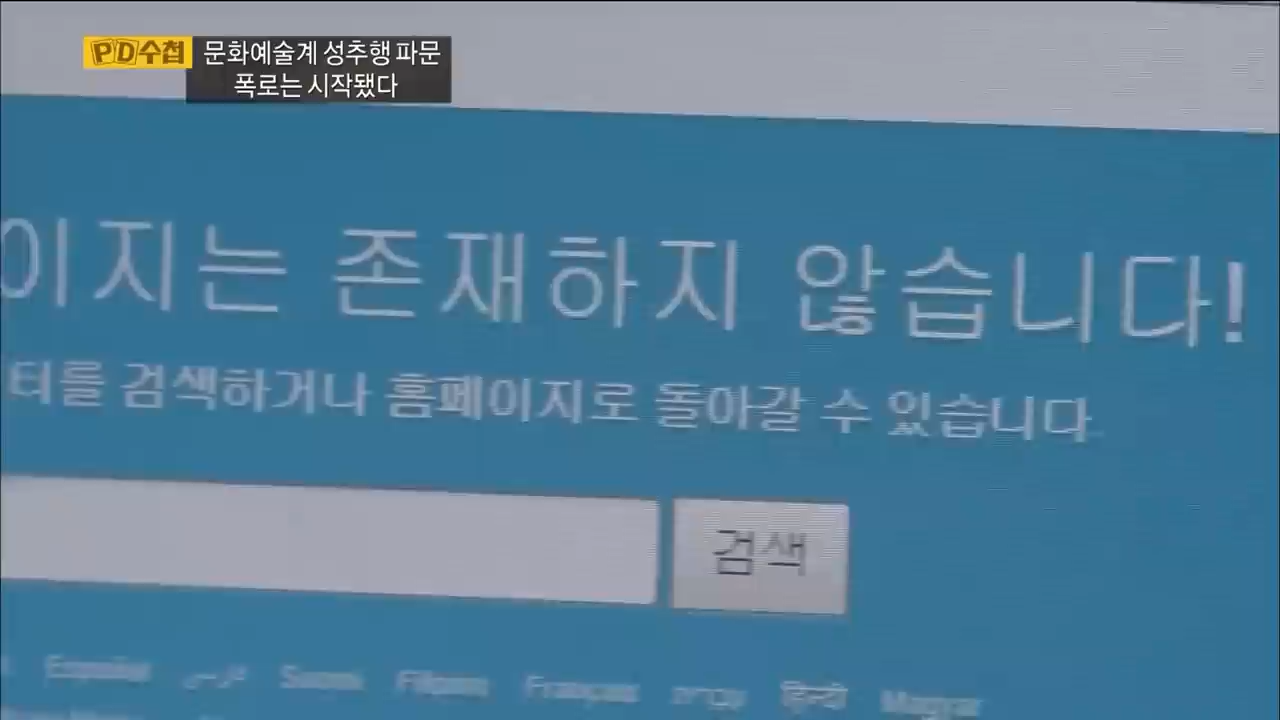 PD수첩 문화예술계 성추행 파문
폭로는 시작됐다
이지는 존재하지 않습니다!
터를 검색하거나 홈페이지로 돌아갈 수 있습니다.
검색
Español فارسی Suomi Filipino Français עברית हिन्दी Magyar